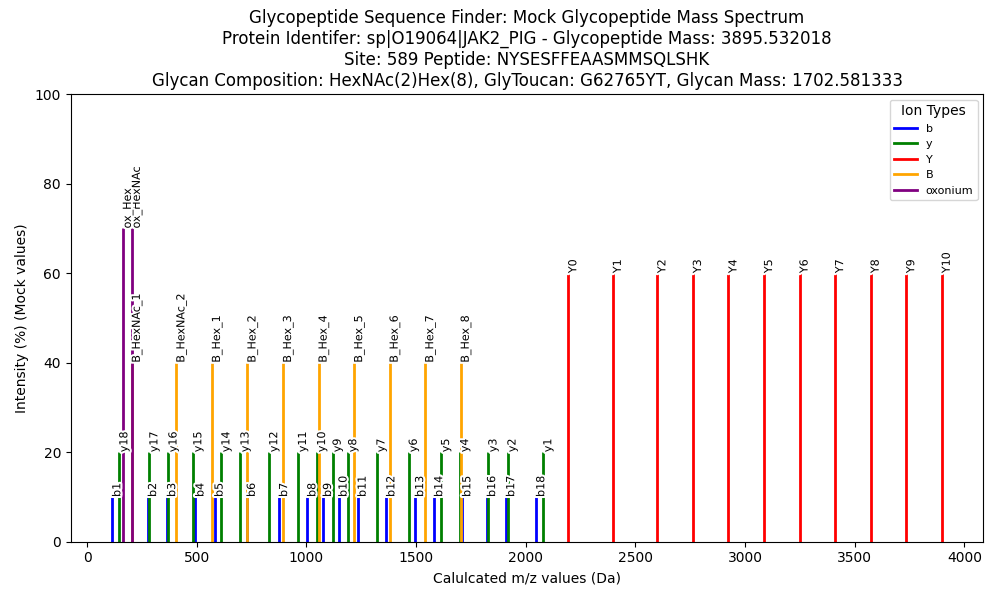 Glycopeptide Sequence Finder: Mock Glycopeptide Mass Spectrum
Protein Identifer: sp|O19064|JAK2_PIG - Glycopeptide Mass: 3895.532018
Site: 589 Peptide: NYSESFFEAASMMSQLSHK
Glycan Composition: HexNAc(2)Hex(8), GlyToucan: G62765YT, Glycan Mass: 1702.581333
Intensity (%) (Mock values)
100
80
60
40
20
0
Ion Types
b
y
Y
B
oxonium
ox_Hex
ox_HexNAc
B_HexNAc_1
B_HexNAc_2
B_Hex_1
B_Hex_2
B_Hex_3
B_Hex_4
B_Hex_5
B_Hex_6
B_Hex_7
B_Hex_8
Y0
Y1
Y2
Y3
Y4
Y5
Y6
Y7
Y8
Y9
Y10
y18
y17
y16
y15
y14
y13
y12
y11
y10
y9
y8
y7
y6
y5
y4
y3
y2
y1
b1
b2
b3
b4
b5
b6
b7
b8
b9
b10
b11
b12
b13
b14
b15
b16
b17
b18
0
500
1000
1500
2000
2500
3000
3500
4000
Calulcated m/z values (Da)